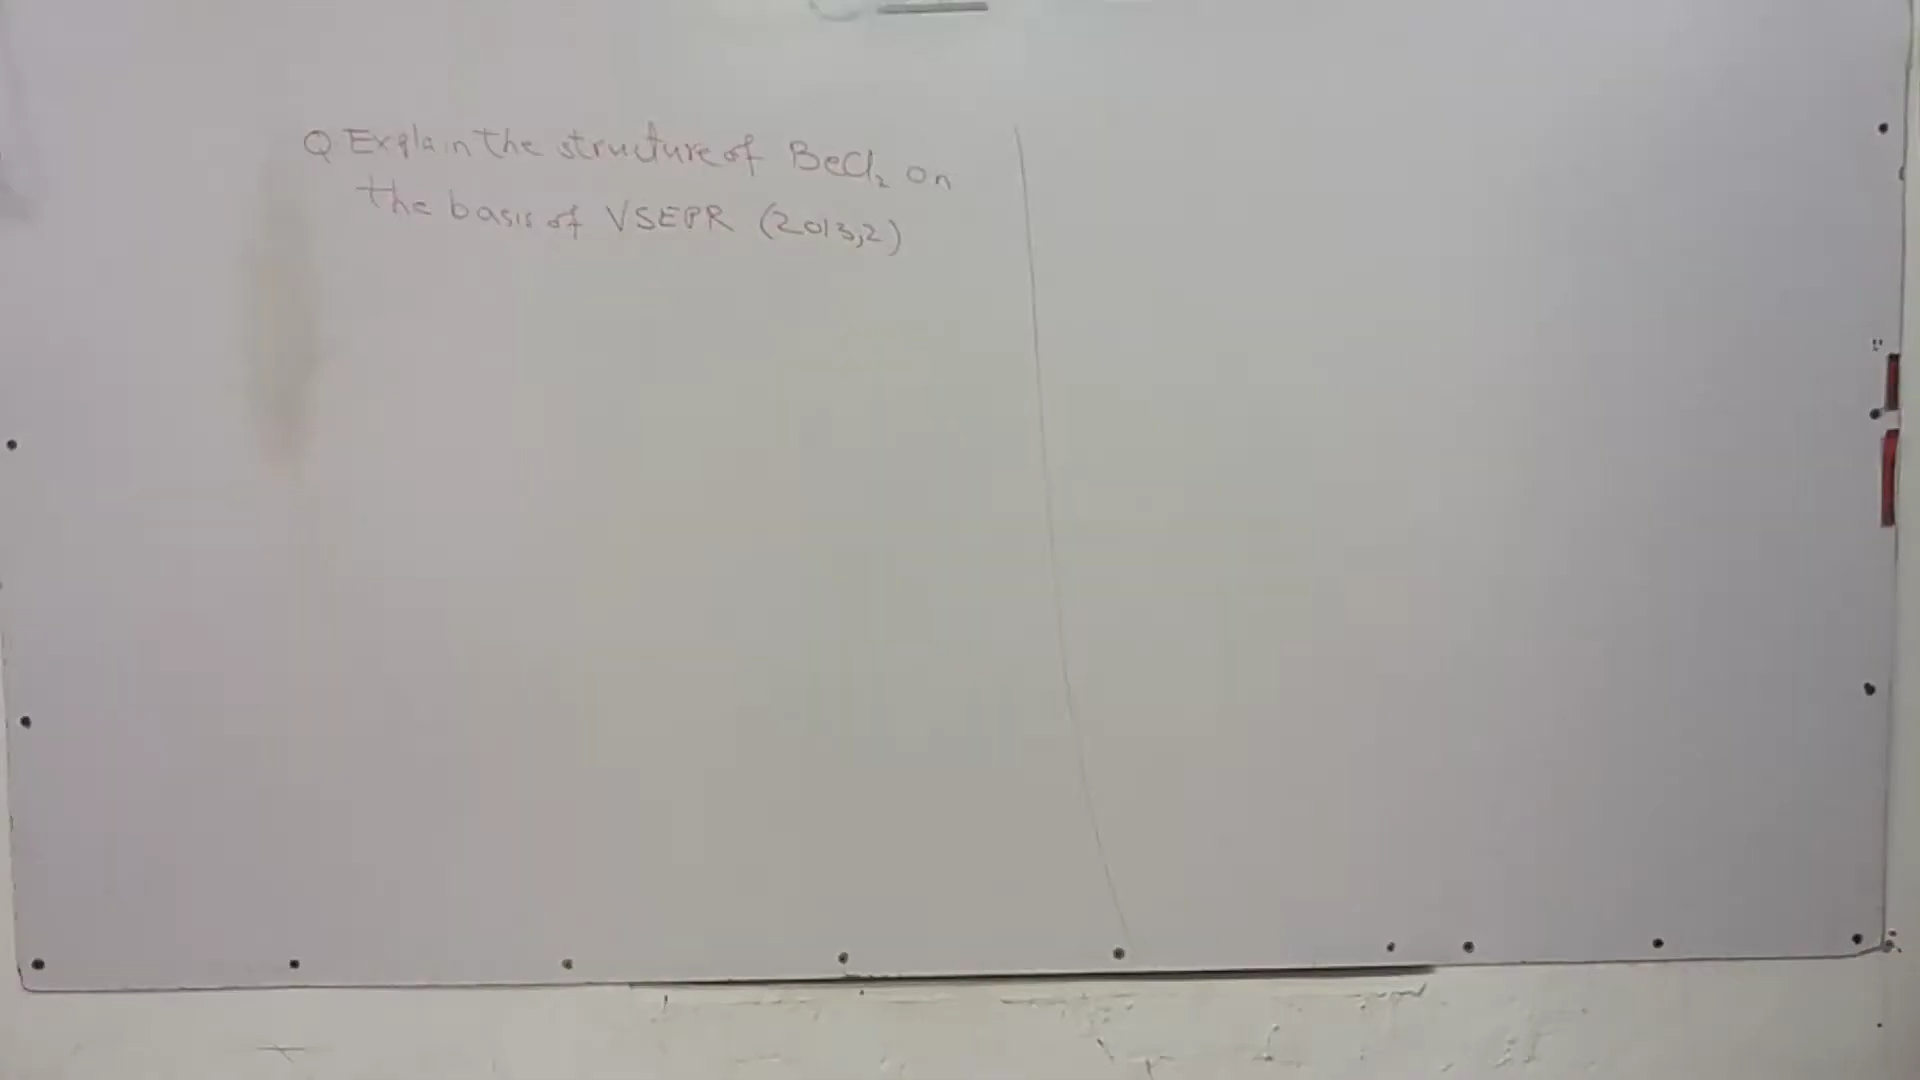 Q Explain the structure of BeCl₂ on
the basis of VSEPR (2013,2)